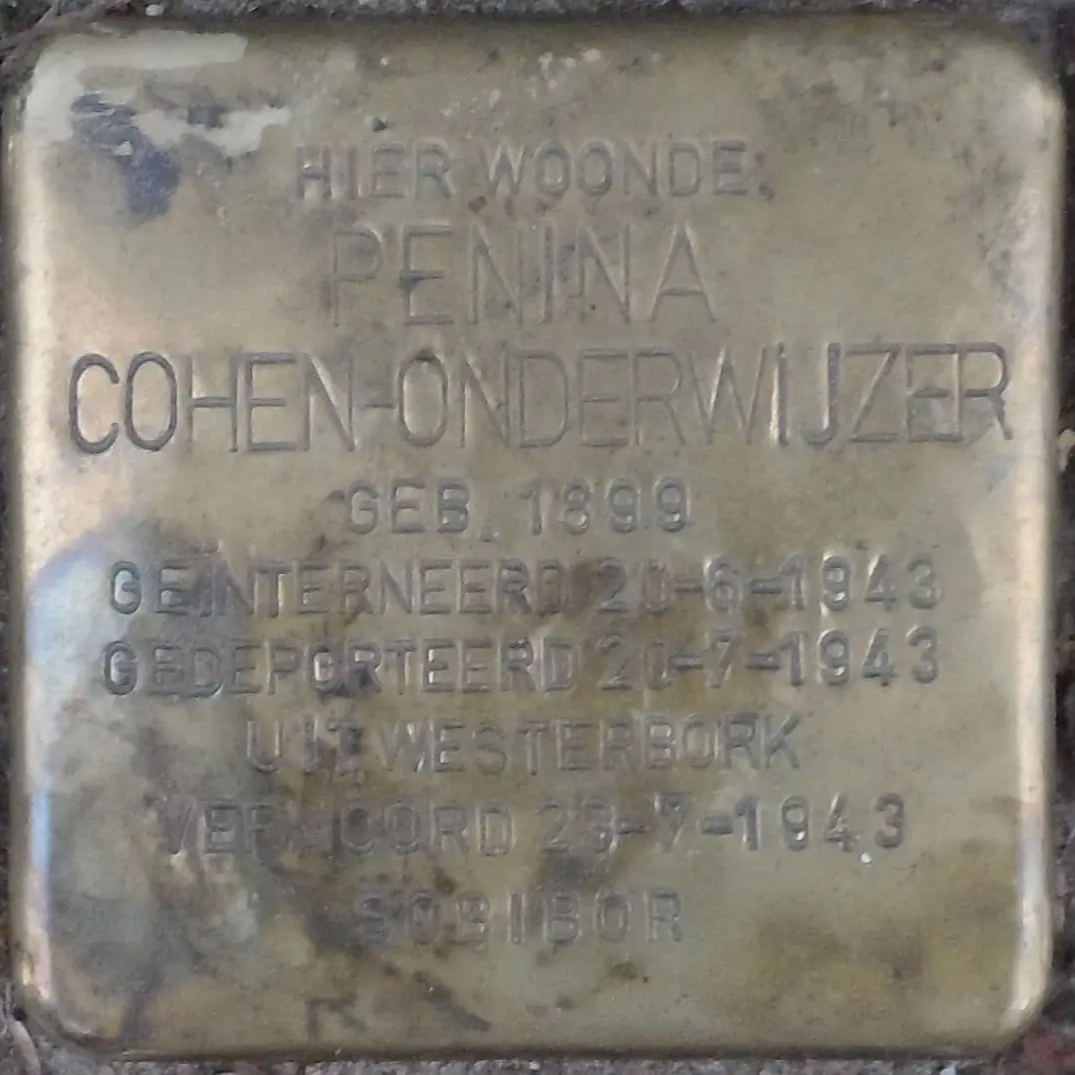 HIER WOONDE
PENINA
COHEN-ONDERWIJZER
GEB. 1899
GEÏNTERNEERD 20-6-1943
GEDEPORTEERD 20-7-1943
UIT WESTERBORK
VERMOORD 23-7-1943
SOBIBOR